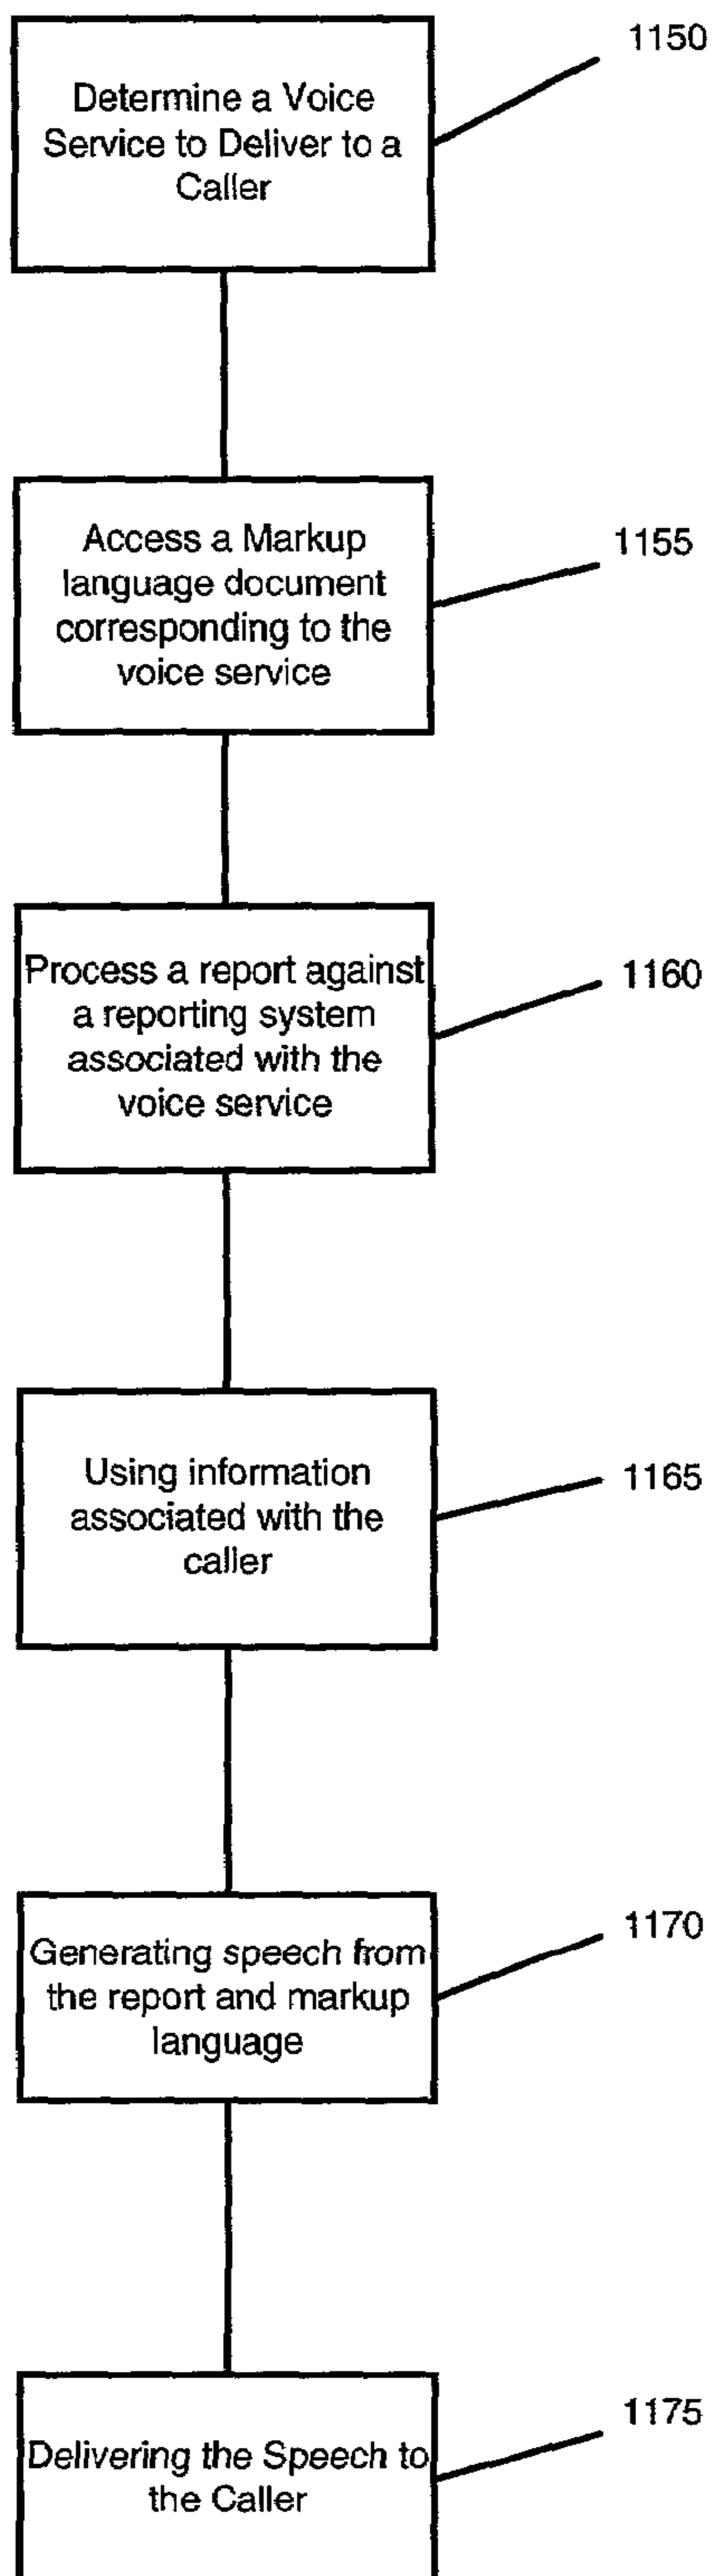 1150
Determine a Voice
Service to Deliver to a
Caller
1155
Access a Markup
language document
corresponding to the
voice service
1160
Process a report against
a reporting system
associated with the
voice service
1165
Using information
associated with the
caller
1170
Generating speech from
the report and markup
language
1175
Delivering the Speech to
the Caller